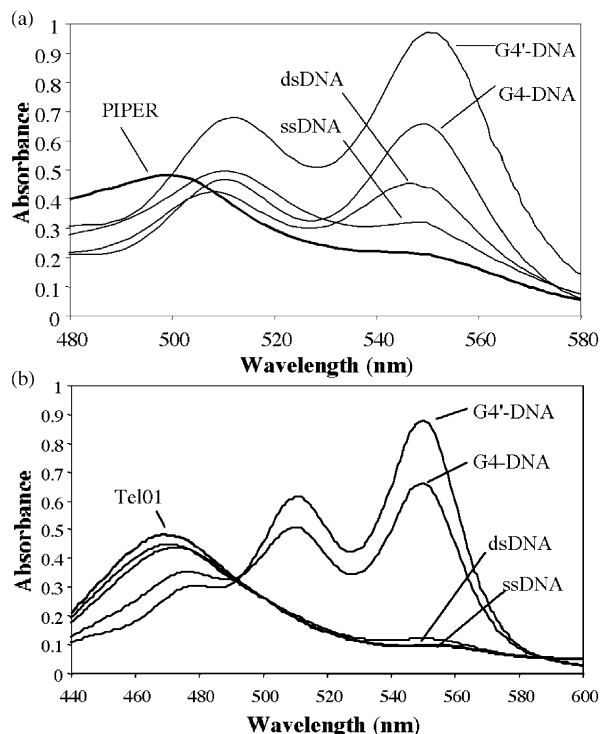 (a)
1
0.9
0.8
0.7
0.6
0.5
0.4
0.3
0.2
0.1
0
Absorbance
PIPER
dsDNA
ssDNA
G4'-DNA
G4-DNA
480 500 520 540 560 580
Wavelength (nm)
(b)
1
0.9
0.8
0.7
0.6
0.5
0.4
0.3
0.2
0.1
0
Absorbance
Tel01
G4'-DNA
G4-DNA
dsDNA
ssDNA
440 460 480 500 520 540 560 580 600
Wavelength (nm)